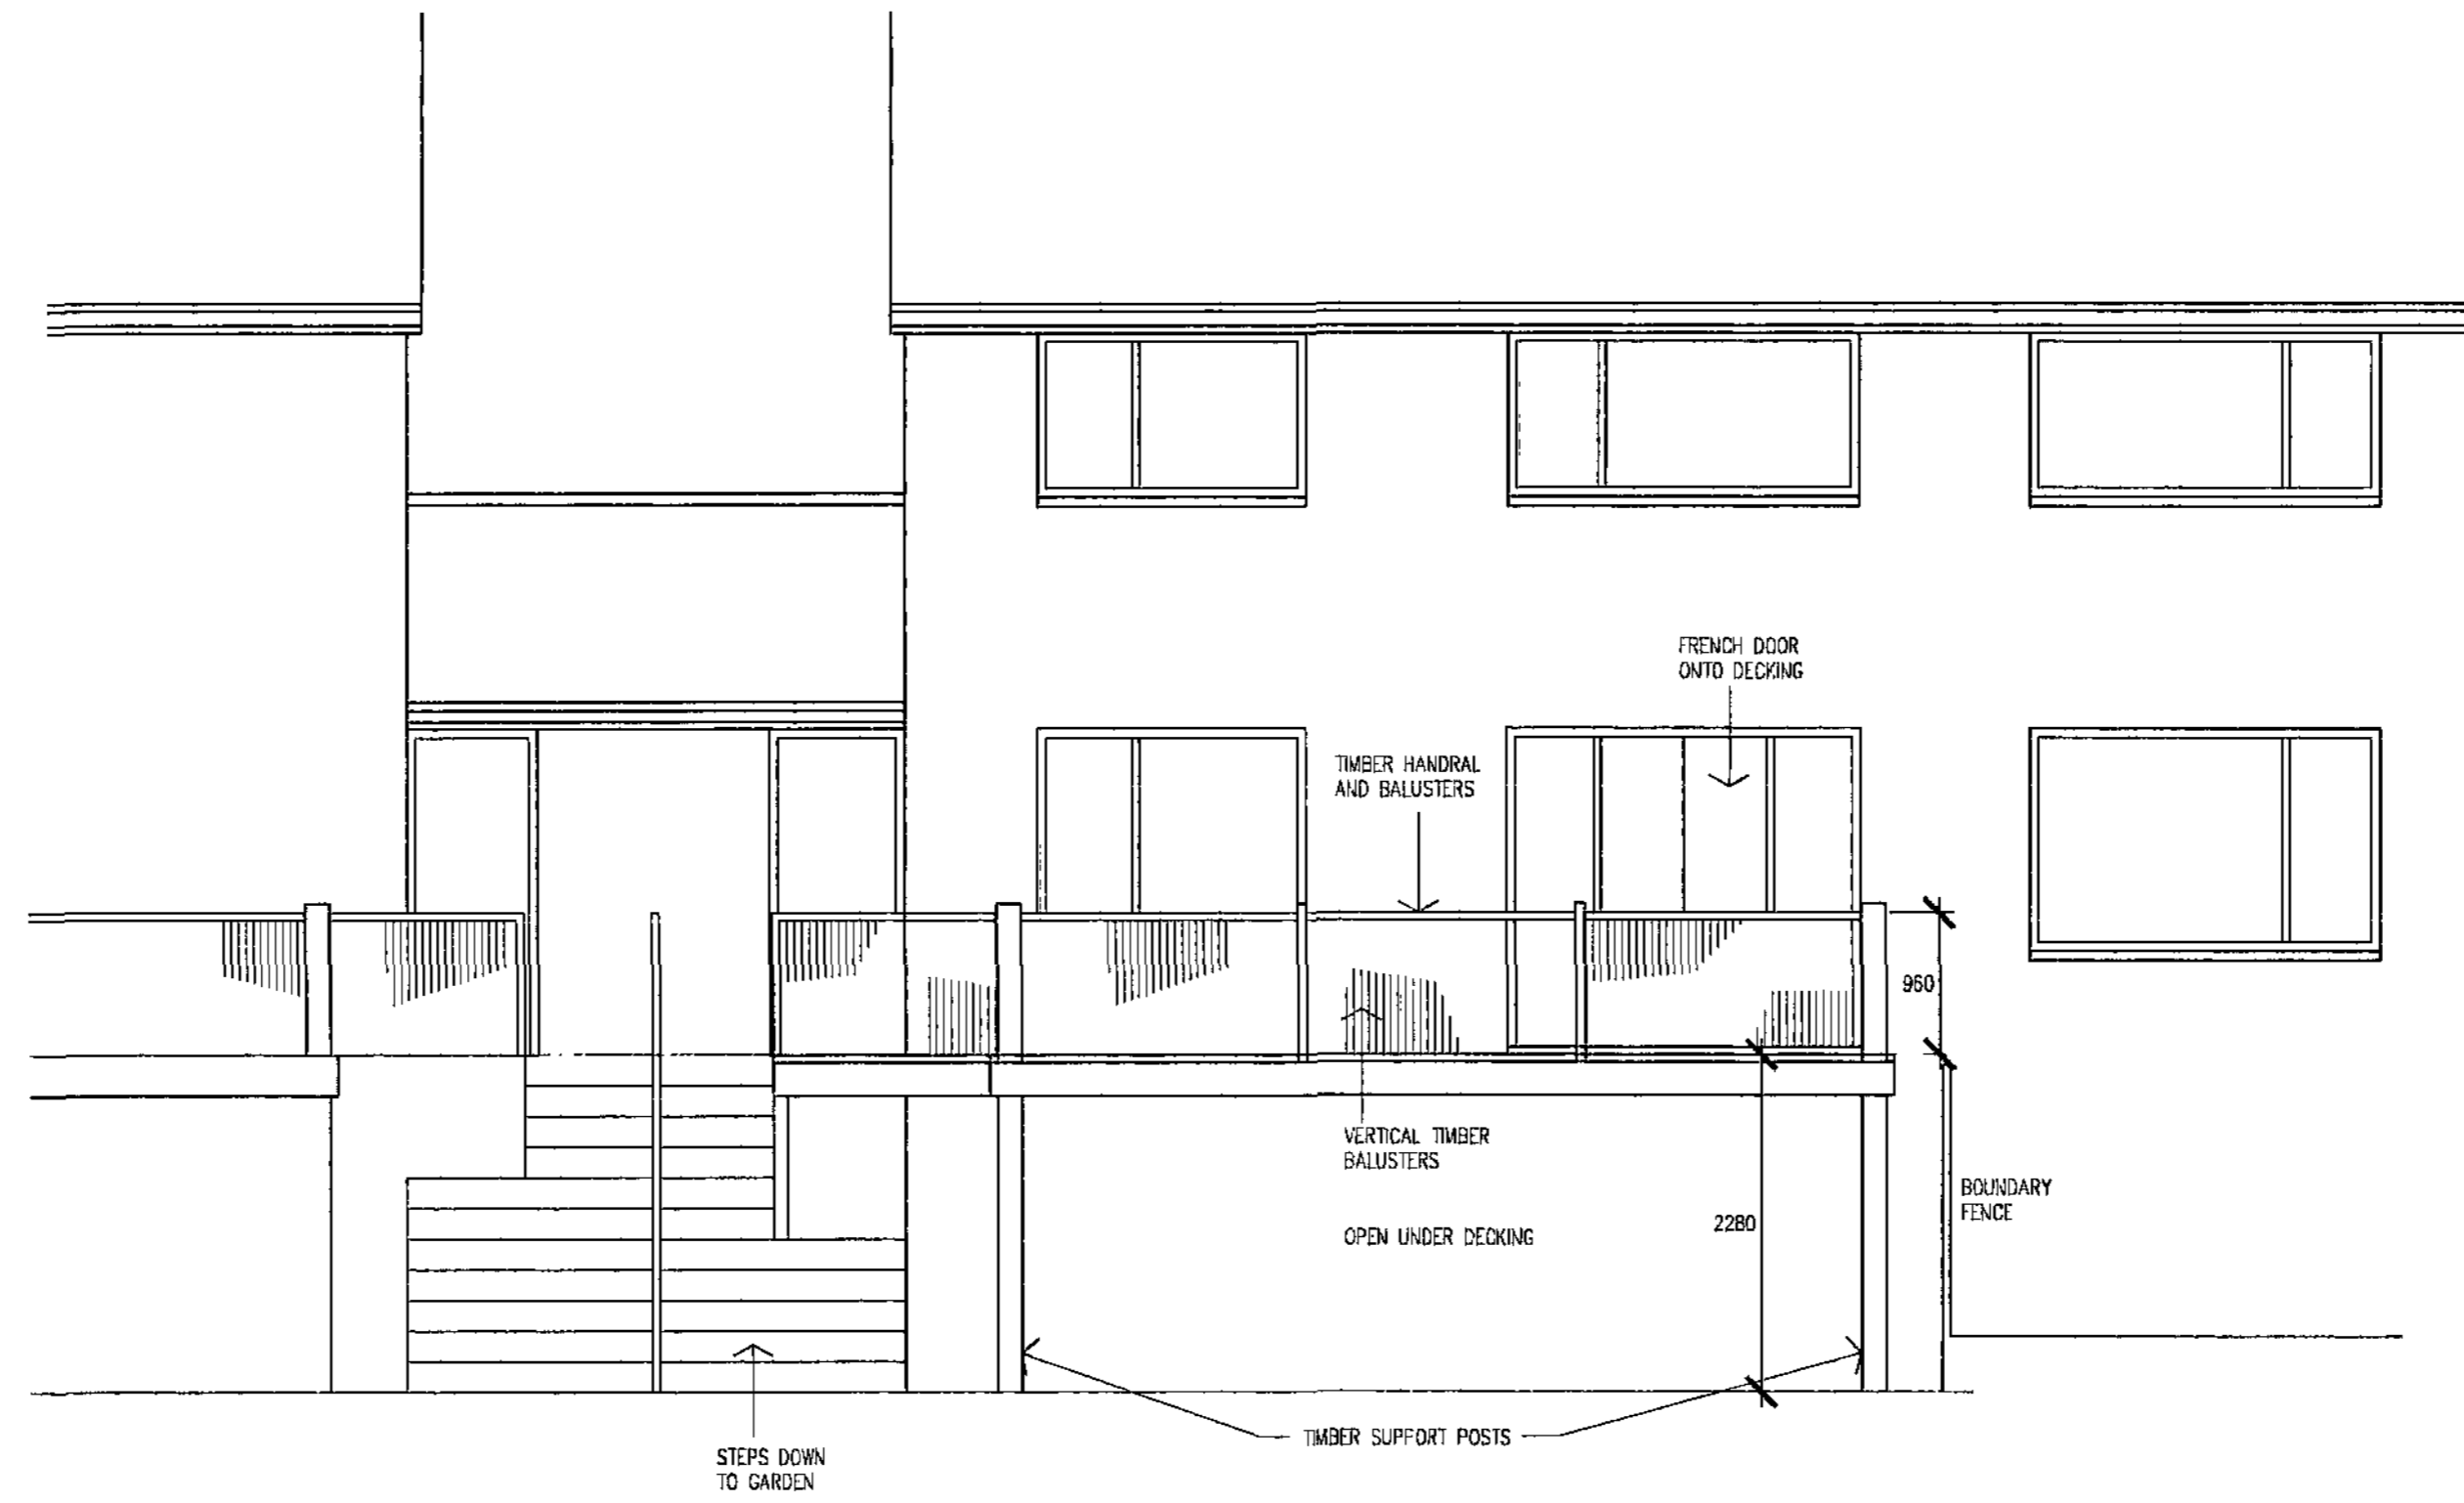 FRENCH DOOR
ONTO DECKING
TIMBER HANDRAL
AND BALUSTERS
960
VERTICAL TIMBER
BALUSTERS
BOUNDARY
FENCE
2280
OPEN UNDER DECKING
TIMBER SUPPORT POSTS
STEPS DOWN
TO GARDEN